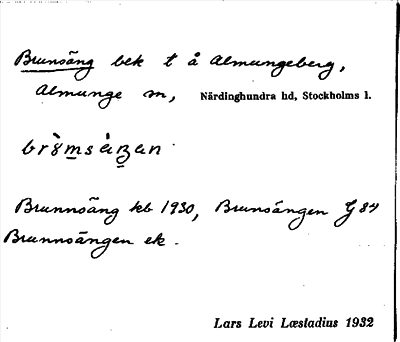 Brunsäng bek t å Almungeberg,
Almunge sn, Närdinghundra hd, Stockholms l.
Brunnsäng kb 1930, Brunsängen G 84
Brunnsängen ek.
Lars Levi Læstadius 1932